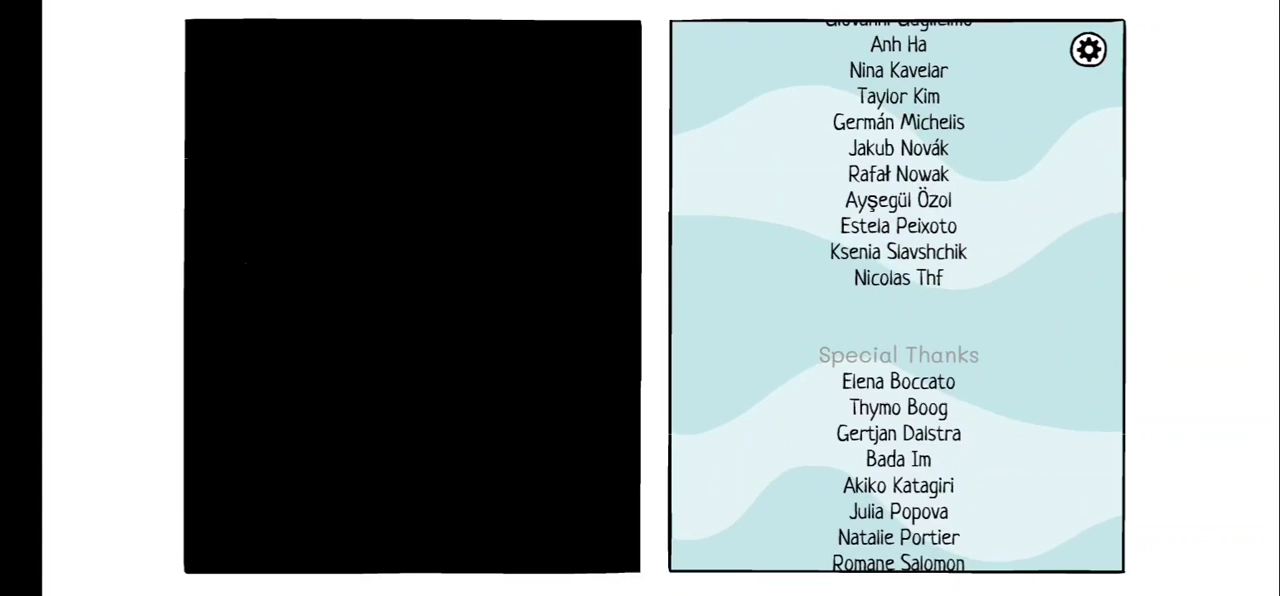 Anh Ha
Nina Kavelar
Taylor Kim
Germán Michelis
Jakub Novák
Rafał Nowak
Ayşegül Özol
Estela Peixoto
Ksenia Slavshchik
Nicolas Thf
Special Thanks
Elena Boccato
Thymo Boog
Gertjan Dalstra
Bada Im
Akiko Katagiri
Julia Popova
Natalie Portier
Romane Salomon